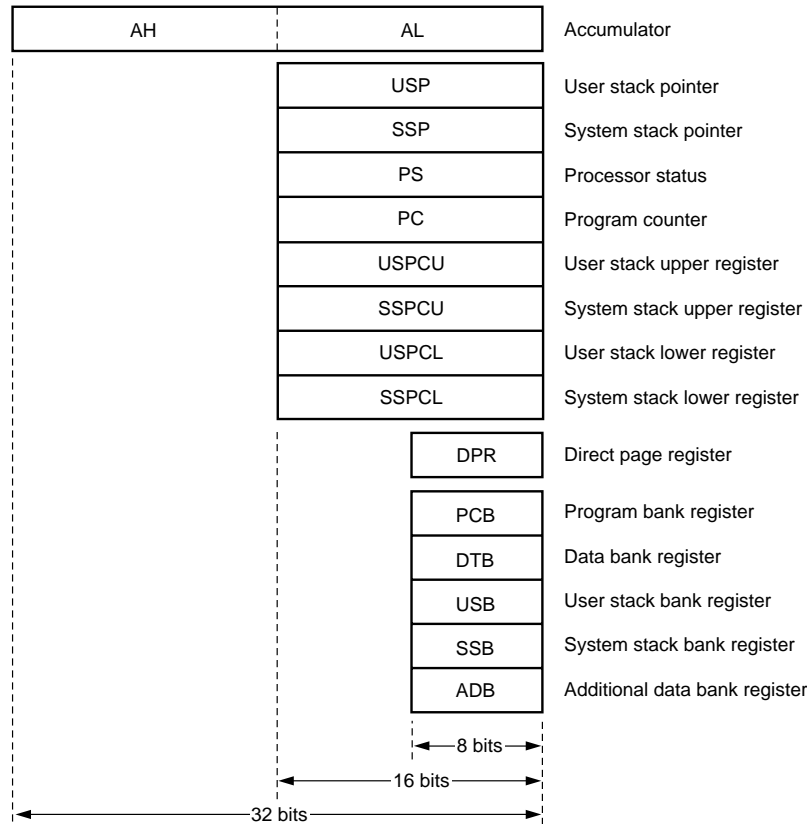 AH AL Accumulator
USP User stack pointer
SSP System stack pointer
PS Processor status
PC Program counter
USPCU User stack upper register
SSPCU System stack upper register
USPCL User stack lower register
SSPCL System stack lower register
DPR Direct page register
PCB Program bank register
DTB Data bank register
USB User stack bank register
SSB System stack bank register
ADB Additional data bank register
8 bits
16 bits
32 bits